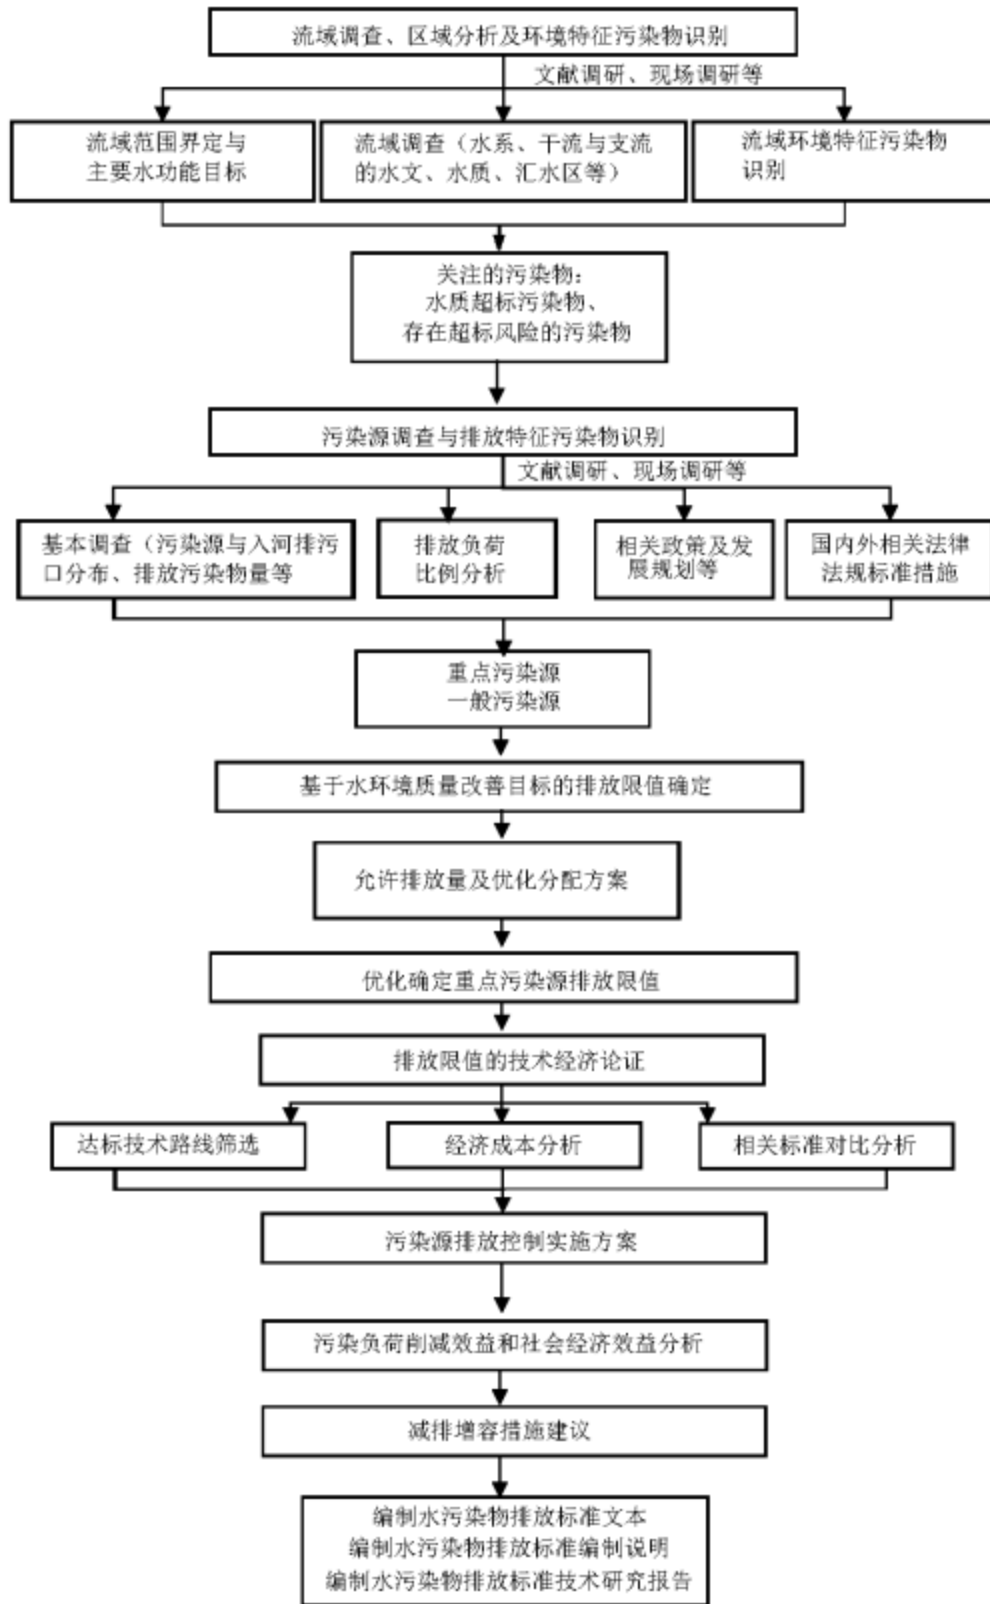 流域调查、区域分析及环境特征污染物识别
文献调研、现场调研等
流域范围界定与
主要水功能目标
流域调查（水系、干流与支流
的水文、水质、汇水区等）
流域环境特征污染物
识别
关注的污染物：
水质超标污染物、
存在超标风险的污染物
污染源调查与排放特征污染物识别
文献调研、现场调研等
基本调查（污染源与入河排污
口分布、排放污染物量等
排放负荷
比例分析
相关政策及发
展规划等
国内外相关法律
法规标准措施
重点污染源
一般污染源
基于水环境质量改善目标的排放限值确定
允许排放量及优化分配方案
优化确定重点污染源排放限值
排放限值的技术经济论证
达标技术路线筛选
经济成本分析
相关标准对比分析
污染源排放控制实施方案
污染负荷削减效益和社会经济效益分析
减排增容措施建议
编制水污染物排放标准文本
编制水污染物排放标准编制说明
编制水污染物排放标准技术研究报告